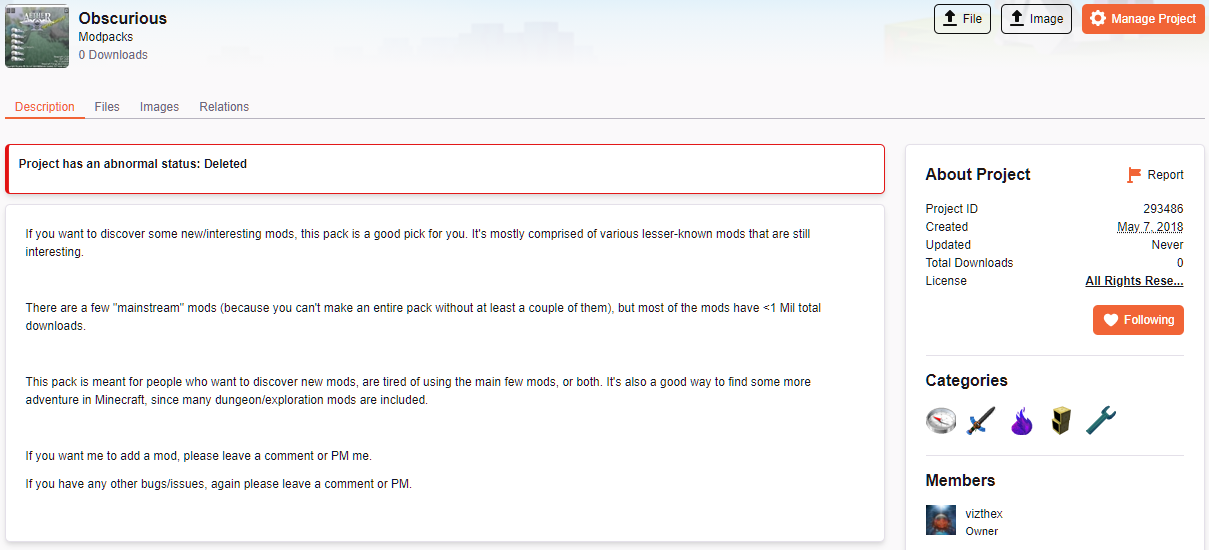 Obscurious
Modpacks
0 Downloads
File
Image
Manage Project
Description
Files
Images
Relations
Project has an abnormal status: Deleted
If you want to discover some new/interesting mods, this pack is a good pick for you. It's mostly comprised of various lesser-known mods that are still
interesting.
There are a few "mainstream" mods (because you can't make an entire pack without at least a couple of them), but most of the mods have <1 Mil total
downloads.
This pack is meant for people who want to discover new mods, are tired of using the main few mods, or both. It's also a good way to find some more
adventure in Minecraft, since many dungeon/exploration mods are included.
If you want me to add a mod, please leave a comment or PM me.
If you have any other bugs/issues, again please leave a comment or PM.
About Project
Report
Project ID 293486
Created May 7, 2018
Updated Never
Total Downloads 0
License All Rights Rese...
Following
Categories
Members
vizthex
Owner